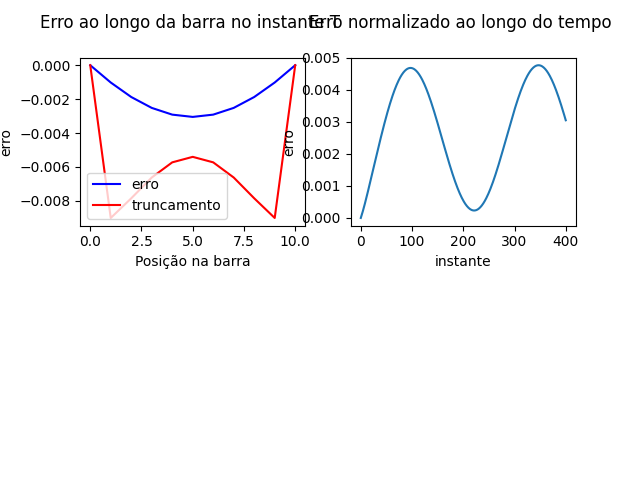 Erro ao longo da barra no instante T
Erro normalizado ao longo do tempo
0.000
−0.002
−0.004
−0.006
−0.008
erro
erro
truncamento
0.0
2.5
5.0
7.5
10.0
Posição na barra
0.005
0.004
0.003
0.002
0.001
0.000
erro
0
100
200
300
400
instante